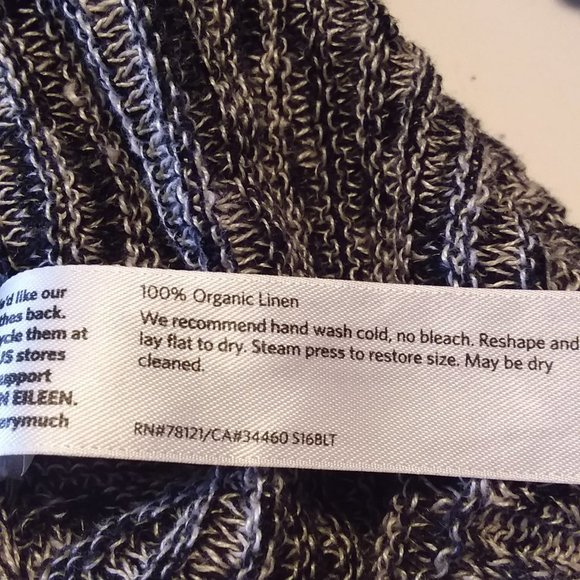 like our
back.
them at
US stores
EILEEN.
100% Organic Linen
We recommend hand wash cold, no bleach. Reshape and
lay flat to dry. Steam press to restore size. May be dry
cleaned.
RN#78121/CA#34460 S16BLT